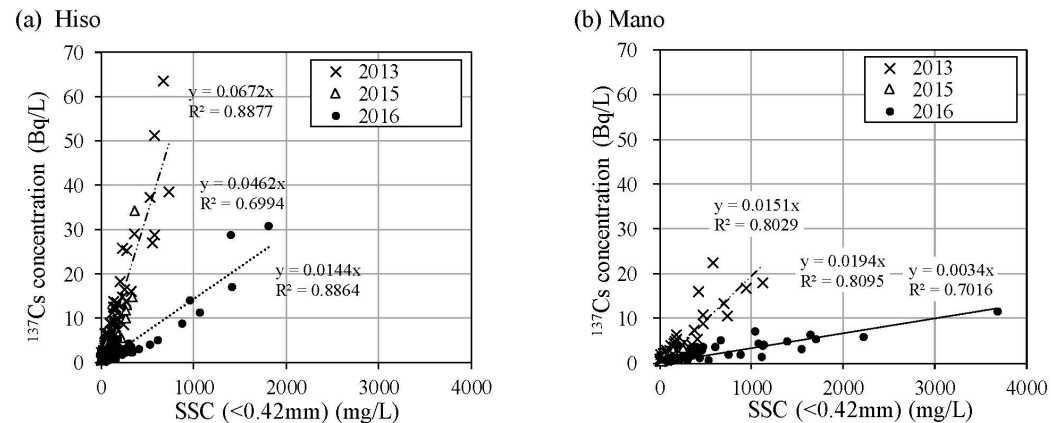 (a) Hiso
70
60
50
40
30
20
10
0
¹³⁷Cs concentration (Bq/L)
× 2013
△ 2015
● 2016
y = 0.0672x
R² = 0.8877
y = 0.0462x
R² = 0.6994
y = 0.0144x
R² = 0.8864
0 1000 2000 3000 4000
SSC (<0.42mm) (mg/L)
(b) Mano
70
60
50
40
30
20
10
0
¹³⁷Cs concentration (Bq/L)
× 2013
△ 2015
● 2016
y = 0.0151x
R² = 0.8029
y = 0.0194x
R² = 0.8095
y = 0.0034x
R² = 0.7016
0 1000 2000 3000 4000
SSC (<0.42mm) (mg/L)